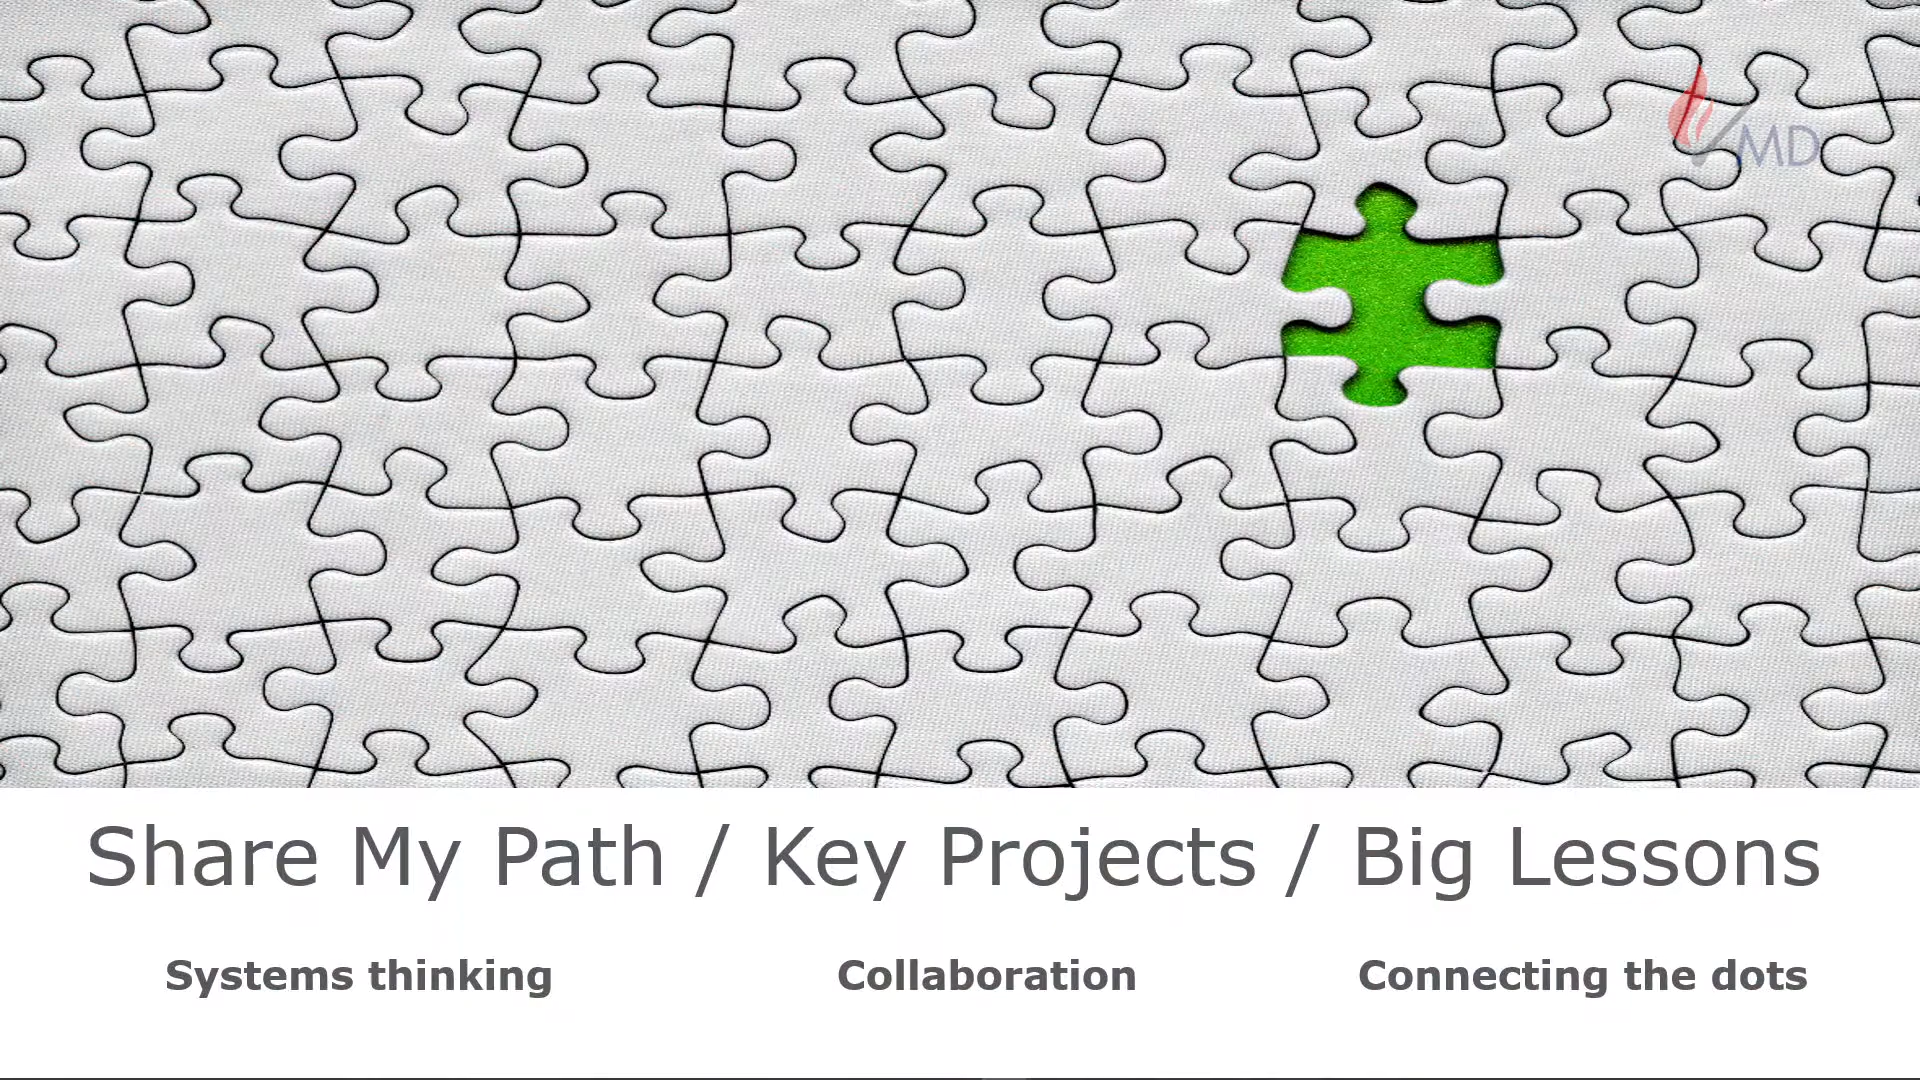 MD
Share My Path / Key Projects / Big Lessons
Systems thinking Collaboration Connecting the dots